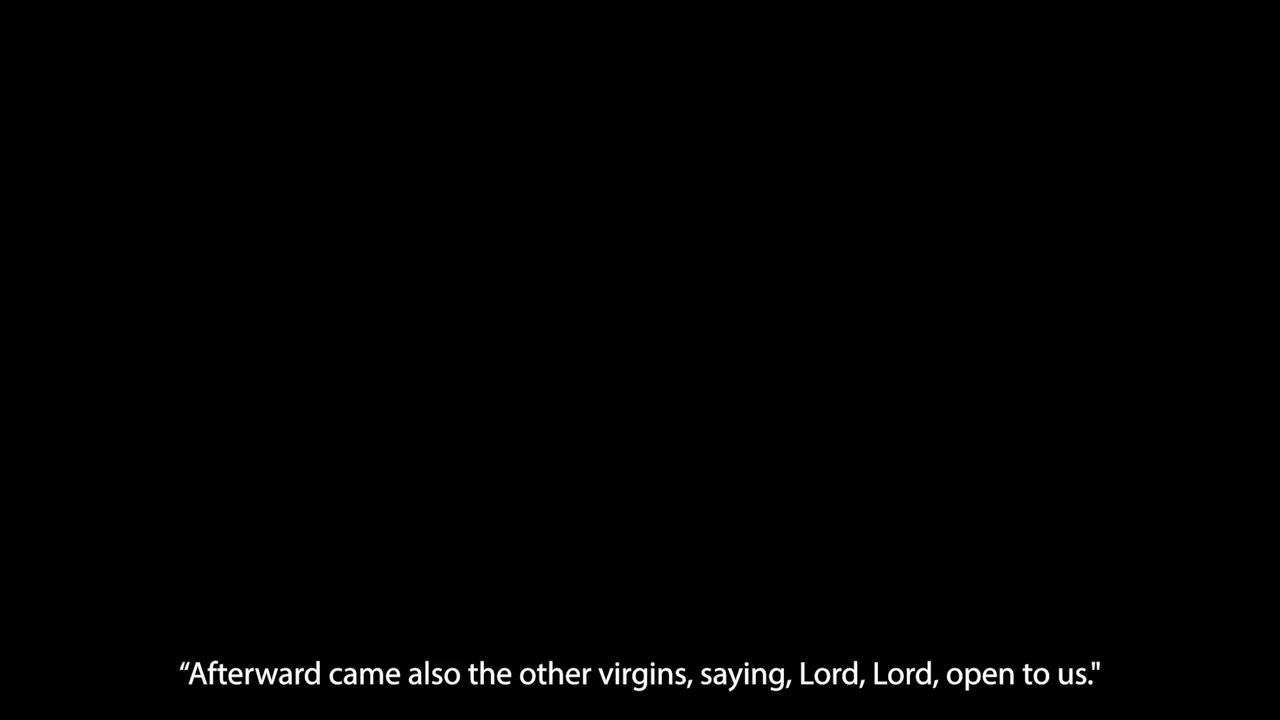 “Afterward came also the other virgins, saying, Lord, Lord, open to us."